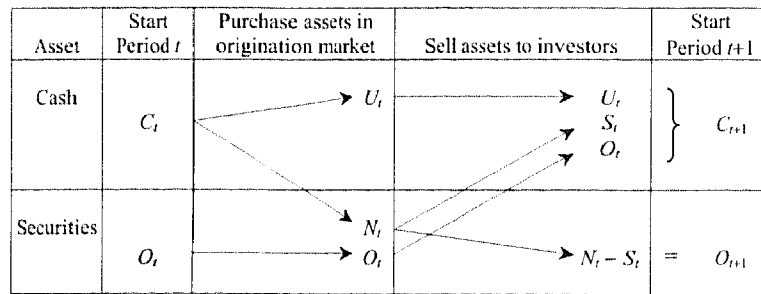 Asset
Start
Period t
Purchase assets in
origination market
Sell assets to investors
Start
Period t+1
Cash
C_t
U_t
U_t
S_t
O_t
}
C_{t+1}
Securities
O_t
N_t
O_t
N_t − S_t
= O_{t+1}